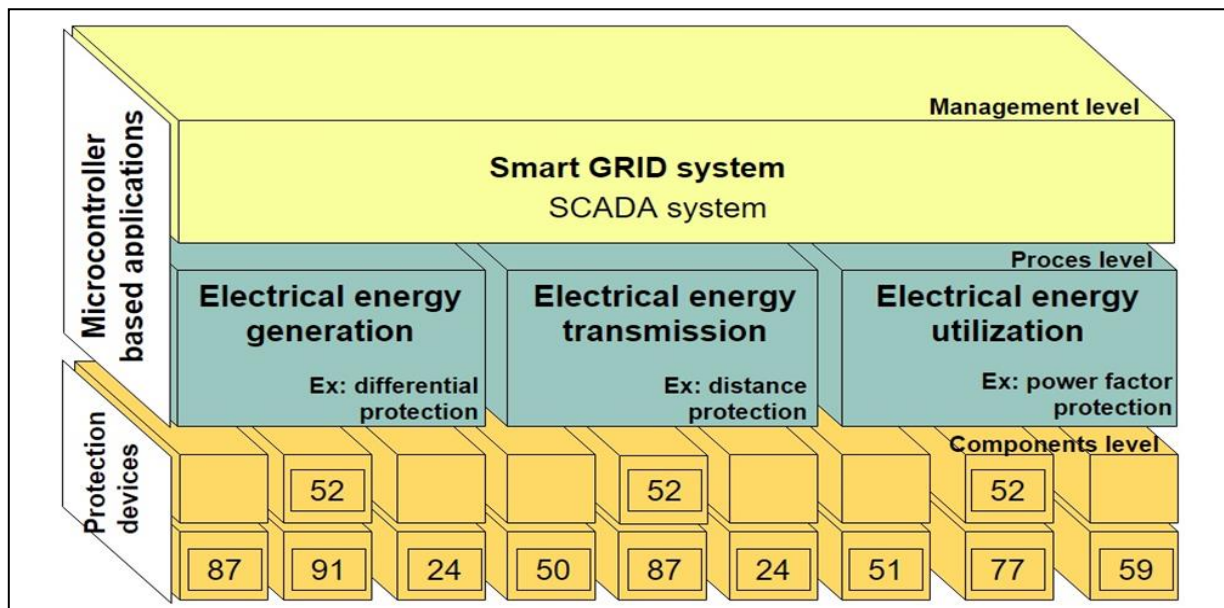 Management level
Smart GRID system
SCADA system
Microcontroller
based applications
Proces level
Electrical energy
generation
Ex: differential
protection
Electrical energy
transmission
Ex: distance
protection
Electrical energy
utilization
Ex: power factor
protection
Protection
devices
Components level
52 52 52
87 91 24 50 87 24 51 77 59